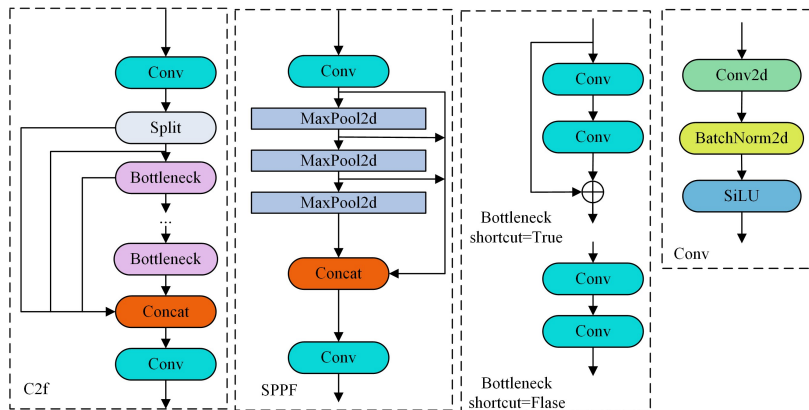 Conv
Split
Bottleneck
...
Bottleneck
Concat
Conv
C2f
Conv
MaxPool2d
MaxPool2d
MaxPool2d
Concat
Conv
SPPF
Conv
Conv
Bottleneck
shortcut=True
Conv
Conv
Bottleneck
shortcut=Flase
Conv2d
BatchNorm2d
SiLU
Conv